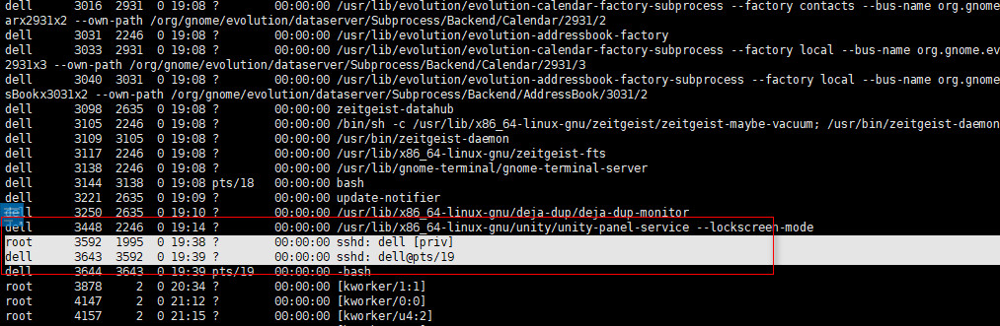 dell      3016  2931  0 19:08 ?        00:00:00 /usr/lib/evolution/evolution-calendar-factory-subprocess --factory contacts --bus-name org.gnome
arx2931x2 --own-path /org/gnome/evolution/dataserver/Subprocess/Backend/Calendar/2931/2
dell      3031  2246  0 19:08 ?        00:00:00 /usr/lib/evolution/evolution-addressbook-factory
dell      3033  2931  0 19:08 ?        00:00:00 /usr/lib/evolution/evolution-calendar-factory-subprocess --factory local --bus-name org.gnome.ev
2931x3 --own-path /org/gnome/evolution/dataserver/Subprocess/Backend/Calendar/2931/3
dell      3040  3031  0 19:08 ?        00:00:00 /usr/lib/evolution/evolution-addressbook-factory-subprocess --factory local --bus-name org.gnome
sBookx3031x2 --own-path /org/gnome/evolution/dataserver/Subprocess/Backend/AddressBook/3031/2
dell      3098  2635  0 19:08 ?        00:00:00 zeitgeist-datahub
dell      3105  2246  0 19:08 ?        00:00:00 /bin/sh -c /usr/lib/x86_64-linux-gnu/zeitgeist/zeitgeist-maybe-vacuum; /usr/bin/zeitgeist-daemon
dell      3109  3105  0 19:08 ?        00:00:00 /usr/bin/zeitgeist-daemon
dell      3117  2246  0 19:08 ?        00:00:00 /usr/lib/x86_64-linux-gnu/zeitgeist-fts
dell      3138  2246  0 19:08 ?        00:00:00 /usr/lib/gnome-terminal/gnome-terminal-server
dell      3144  3138  0 19:08 pts/18   00:00:00 bash
dell      3221  2635  0 19:09 ?        00:00:00 update-notifier
dell      3250  2635  0 19:10 ?        00:00:00 /usr/lib/x86_64-linux-gnu/deja-dup/deja-dup-monitor
dell      3448  2246  0 19:14 ?        00:00:00 /usr/lib/x86_64-linux-gnu/unity/unity-panel-service --lockscreen-mode
root      3592  1995  0 19:38 ?        00:00:00 sshd: dell [priv]
dell      3643  3592  0 19:39 ?        00:00:00 sshd: dell@pts/19
dell      3644  3643  0 19:39 pts/19   00:00:00 -bash
root      3878     2  0 20:34 ?        00:00:00 [kworker/1:1]
root      4147     2  0 21:12 ?        00:00:00 [kworker/0:0]
root      4157     2  0 21:15 ?        00:00:00 [kworker/u4:2]